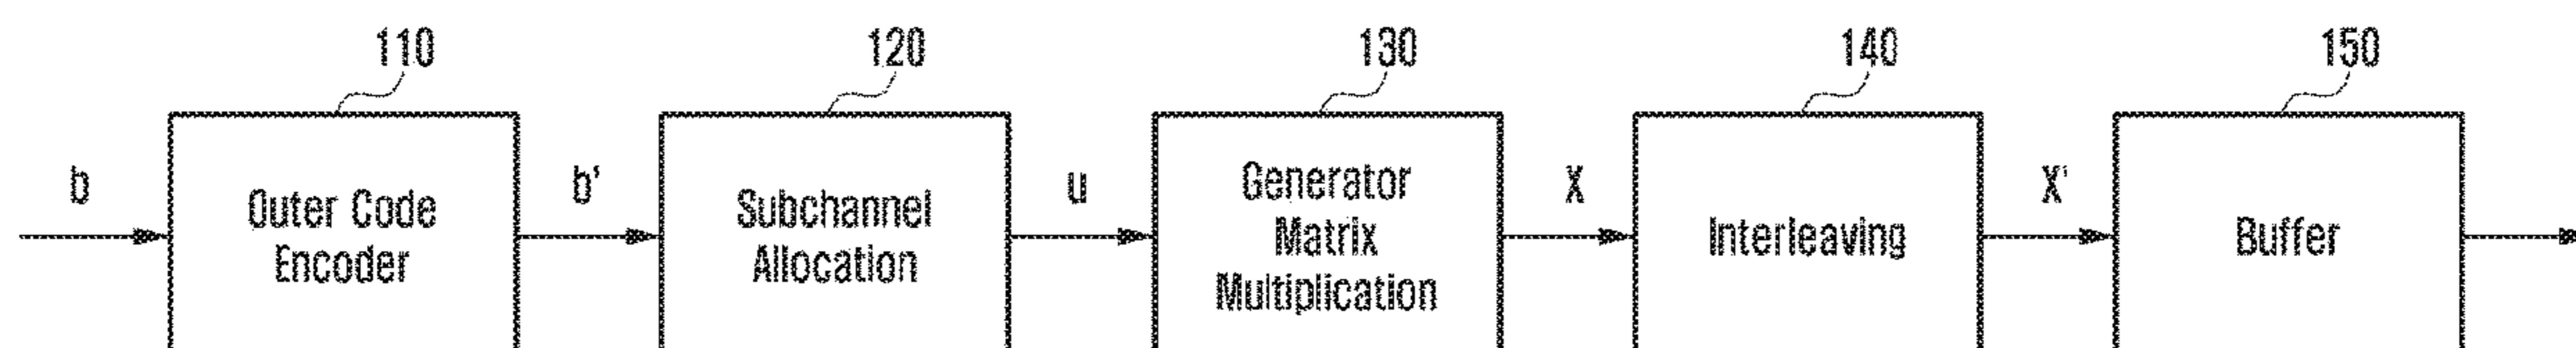 110 120 130 140 150
b Outer Code Encoder b' Subchannel Allocation u Generator Matrix Multiplication X Interleaving X' Buffer